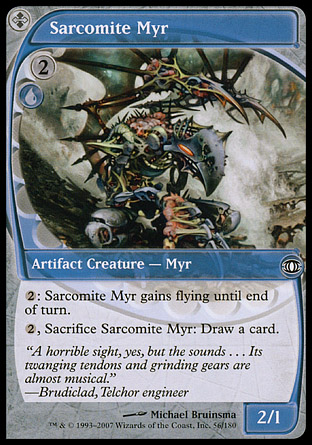 Sarcomite Myr
2
Artifact Creature — Myr
2: Sarcomite Myr gains flying until end
of turn.
2, Sacrifice Sarcomite Myr: Draw a card.
“A horrible sight, yes, but the sounds . . . Its
twanging tendons and grinding gears are
almost musical.”
—Brudiclad, Telchor engineer
Michael Bruinsma
2/1
™ & © 1993–2007 Wizards of the Coast, Inc. 56/180